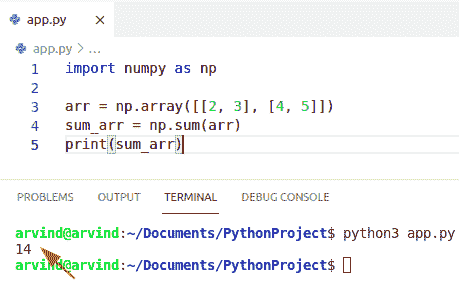 app.py ×
app.py > ...
1 import numpy as np
2
3 arr = np.array([[2, 3], [4, 5]])
4 sum_arr = np.sum(arr)
5 print(sum_arr)
PROBLEMS OUTPUT TERMINAL DEBUG CONSOLE
arvind@arvind:~/Documents/PythonProject$ python3 app.py
14
arvind@arvind:~/Documents/PythonProject$